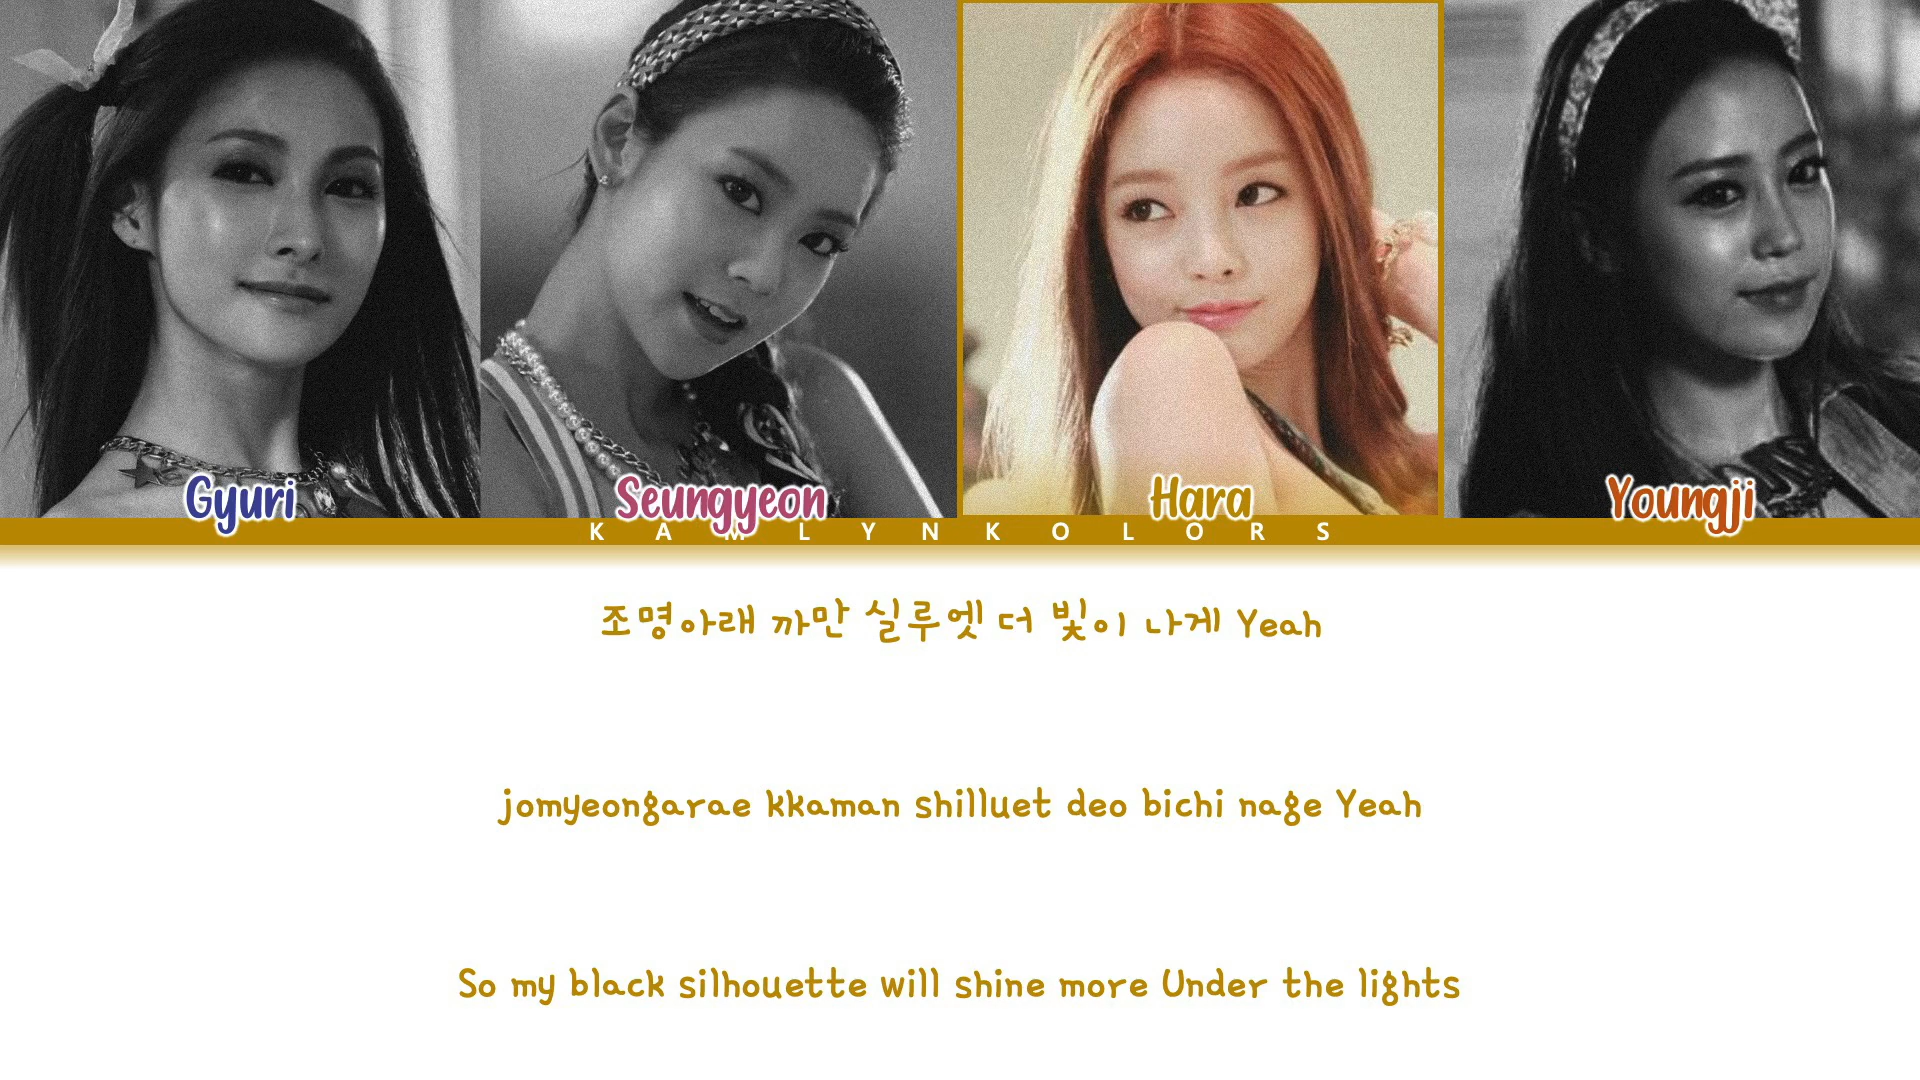 Gyuri
Seungyeon
Hara
Youngji
KAMLYNKOLORS
조명아래 까만 실루엣 더 빛이 나게 Yeah
jomyeongarae kkaman shilluet deo bichi nage Yeah
So my black silhouette will shine more Under the lights